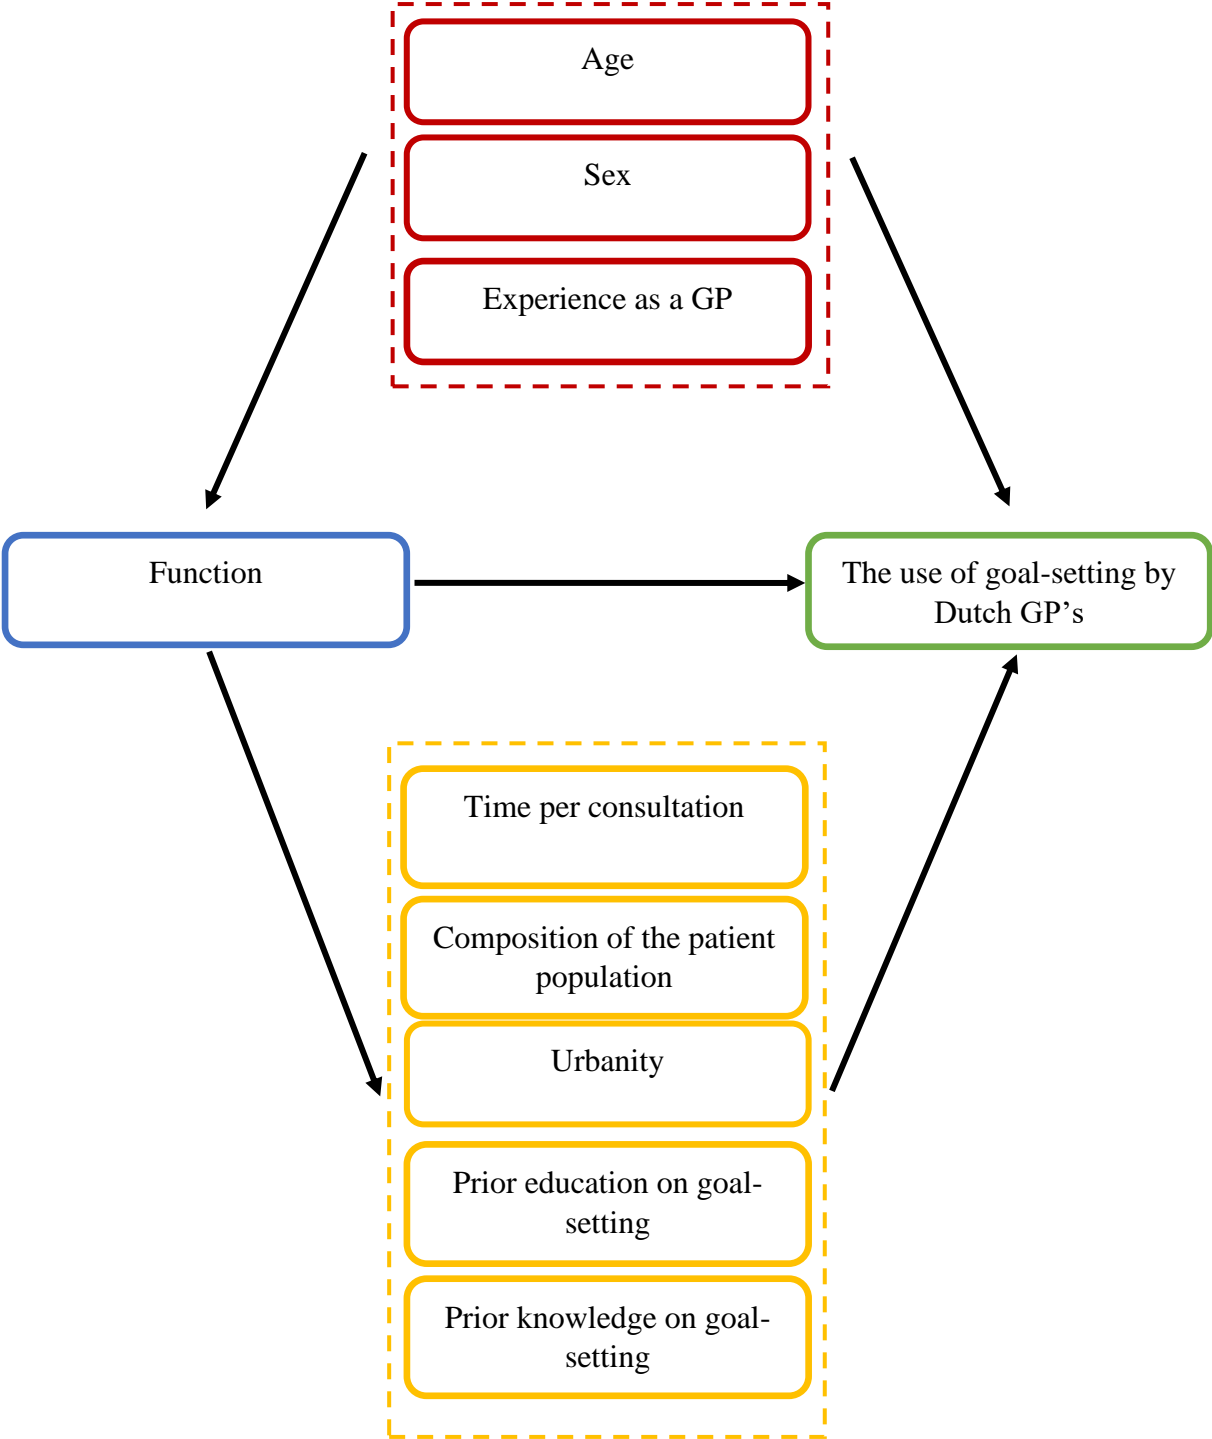 Age
Sex
Experience as a GP
Function
The use of goal-setting by
Dutch GP’s
Time per consultation
Composition of the patient
population
Urbanity
Prior education on goal-
setting
Prior knowledge on goal-
setting